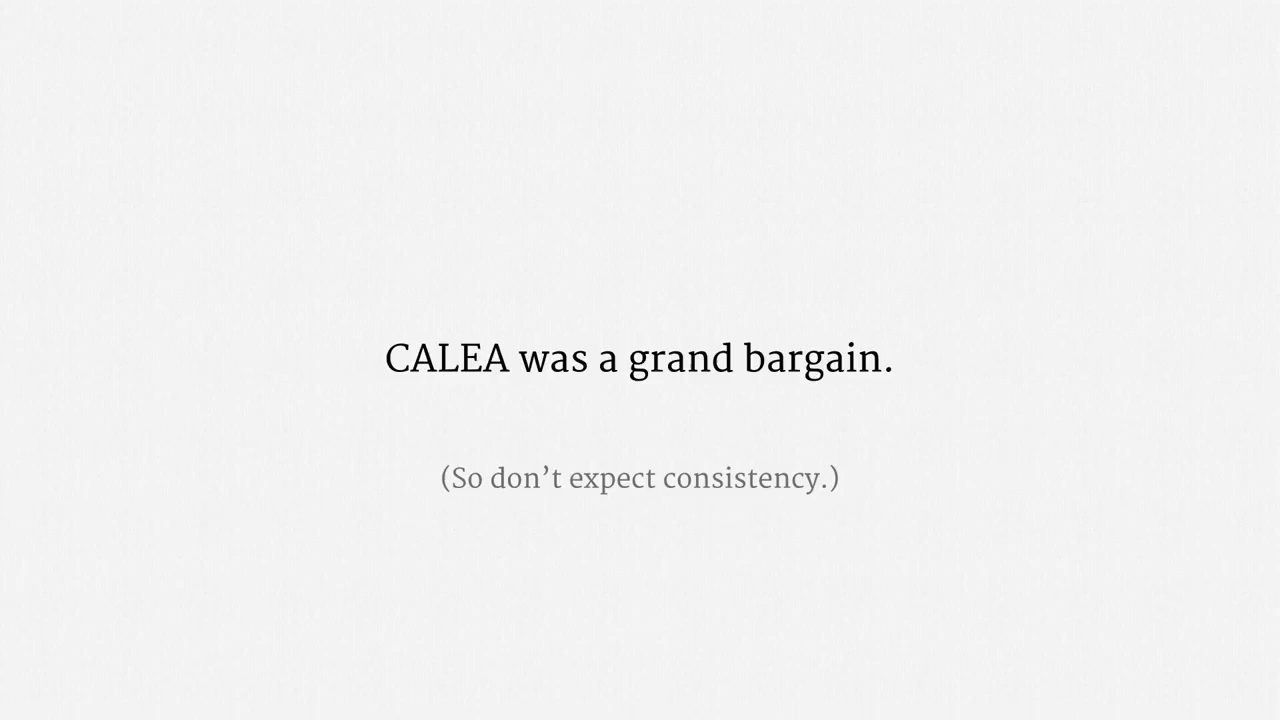 CALEA was a grand bargain.
(So don’t expect consistency.)